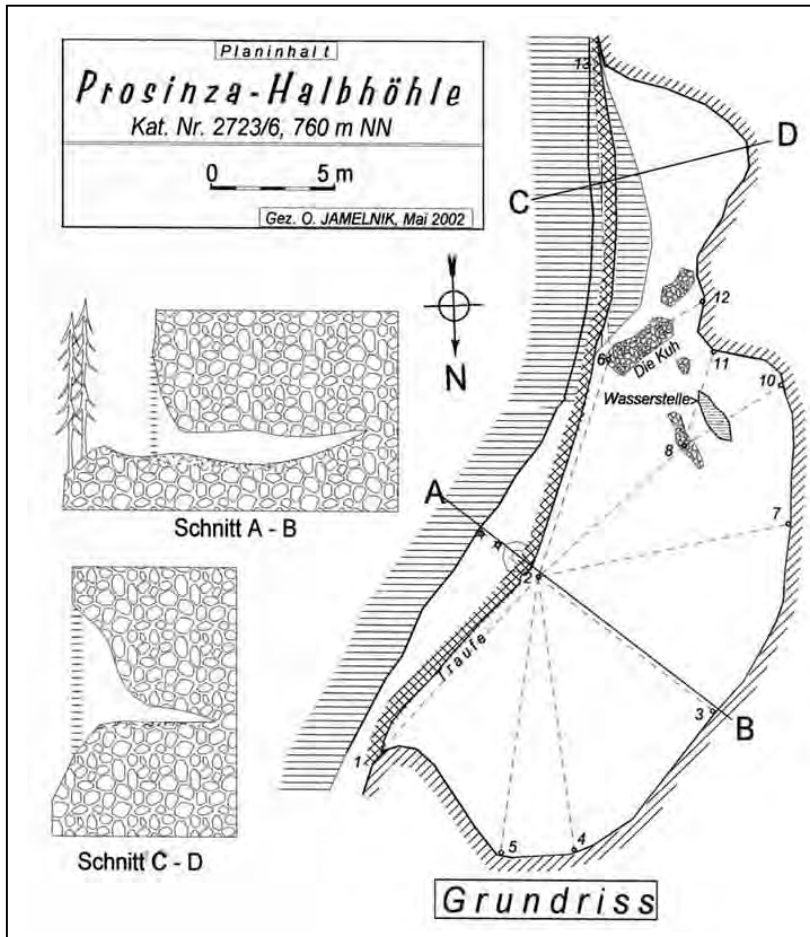 Planinhalt
Prosinza-Halbhöhle
Kat. Nr. 2723/6, 760 m NN
0 5 m
Gez. O. JAMELNIK, Mai 2002
N
Schnitt A - B
Schnitt C - D
13
D
C
12
6
Die Kuh
11
10
Wasserstelle
8
A
7
2
Traufe
3
B
1
5
4
Grundriss